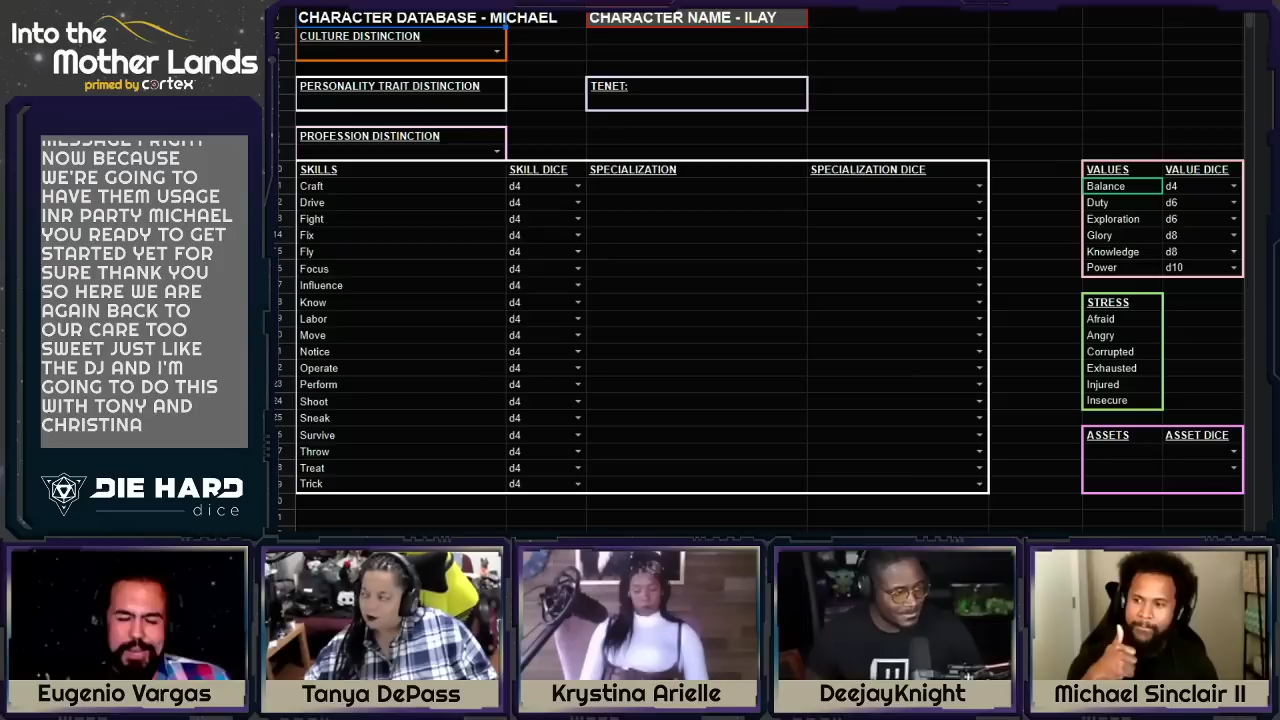 Into the
Mother Lands
primed by cortex
MESSAGE I RIGHT
NOW BECAUSE
WE'RE GOING TO
HAVE THEM USAGE
INR PARTY MICHAEL
YOU READY TO GET
STARTED YET FOR
SURE THANK YOU
SO HERE WE ARE
AGAIN BACK TO
OUR CARE TOO
SWEET JUST LIKE
THE DJ AND I'M
GOING TO DO THIS
WITH TONY AND
CHRISTINA
DIE HARD
dice
CHARACTER DATABASE - MICHAEL
CHARACTER NAME - ILAY
CULTURE DISTINCTION
PERSONALITY TRAIT DISTINCTION
TENET:
PROFESSION DISTINCTION
SKILLS SKILL DICE SPECIALIZATION SPECIALIZATION DICE
Craft d4
Drive d4
Fight d4
Fix d4
Fly d4
Focus d4
Influence d4
Know d4
Labor d4
Move d4
Notice d4
Operate d4
Perform d4
Shoot d4
Sneak d4
Survive d4
Throw d4
Treat d4
Trick d4
VALUES VALUE DICE
Balance d4
Duty d6
Exploration d6
Glory d8
Knowledge d8
Power d10
STRESS
Afraid
Angry
Corrupted
Exhausted
Injured
Insecure
ASSETS ASSET DICE
Eugenio Vargas
Tanya DePass
Krystina Arielle
DeejayKnight
Michael Sinclair II